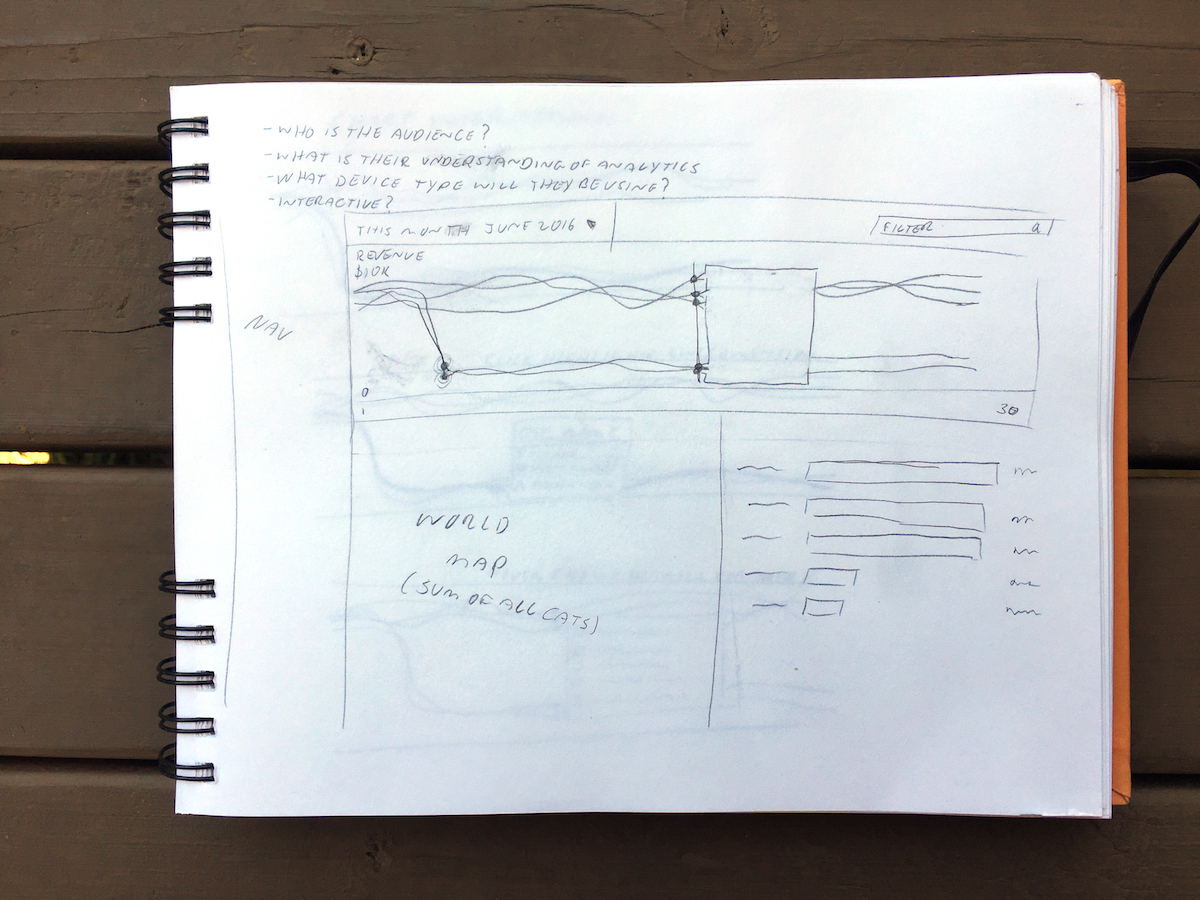 - WHO IS THE AUDIENCE?
- WHAT IS THEIR UNDERSTANDING OF ANALYTICS
- WHAT DEVICE TYPE WILL THEY BE USING?
- INTERACTIVE?
THIS MONTH JUNE 2016
FILTER
REVENUE
$10K
NAV
0
1
30
WORLD
MAP
(SUM OF ALL CATS)